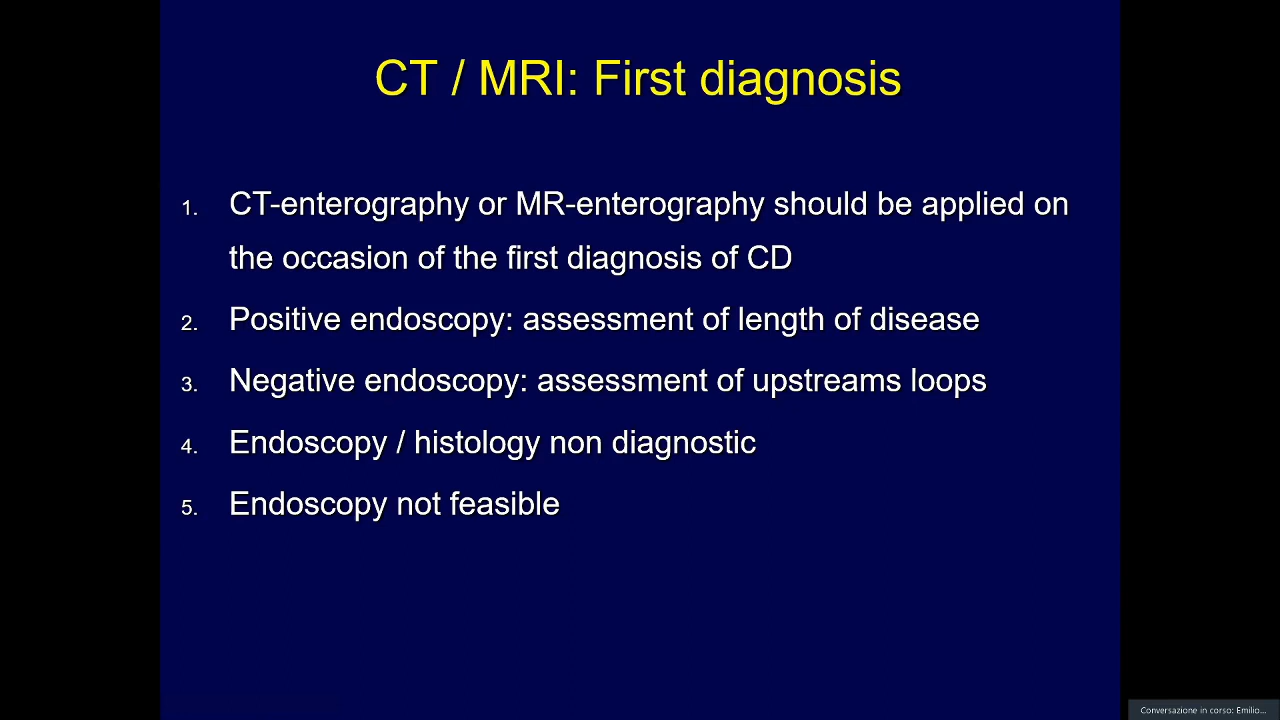 CT / MRI: First diagnosis
1. CT-enterography or MR-enterography should be applied on
the occasion of the first diagnosis of CD
2. Positive endoscopy: assessment of length of disease
3. Negative endoscopy: assessment of upstreams loops
4. Endoscopy / histology non diagnostic
5. Endoscopy not feasible
Conversazione in corso: Emilio...